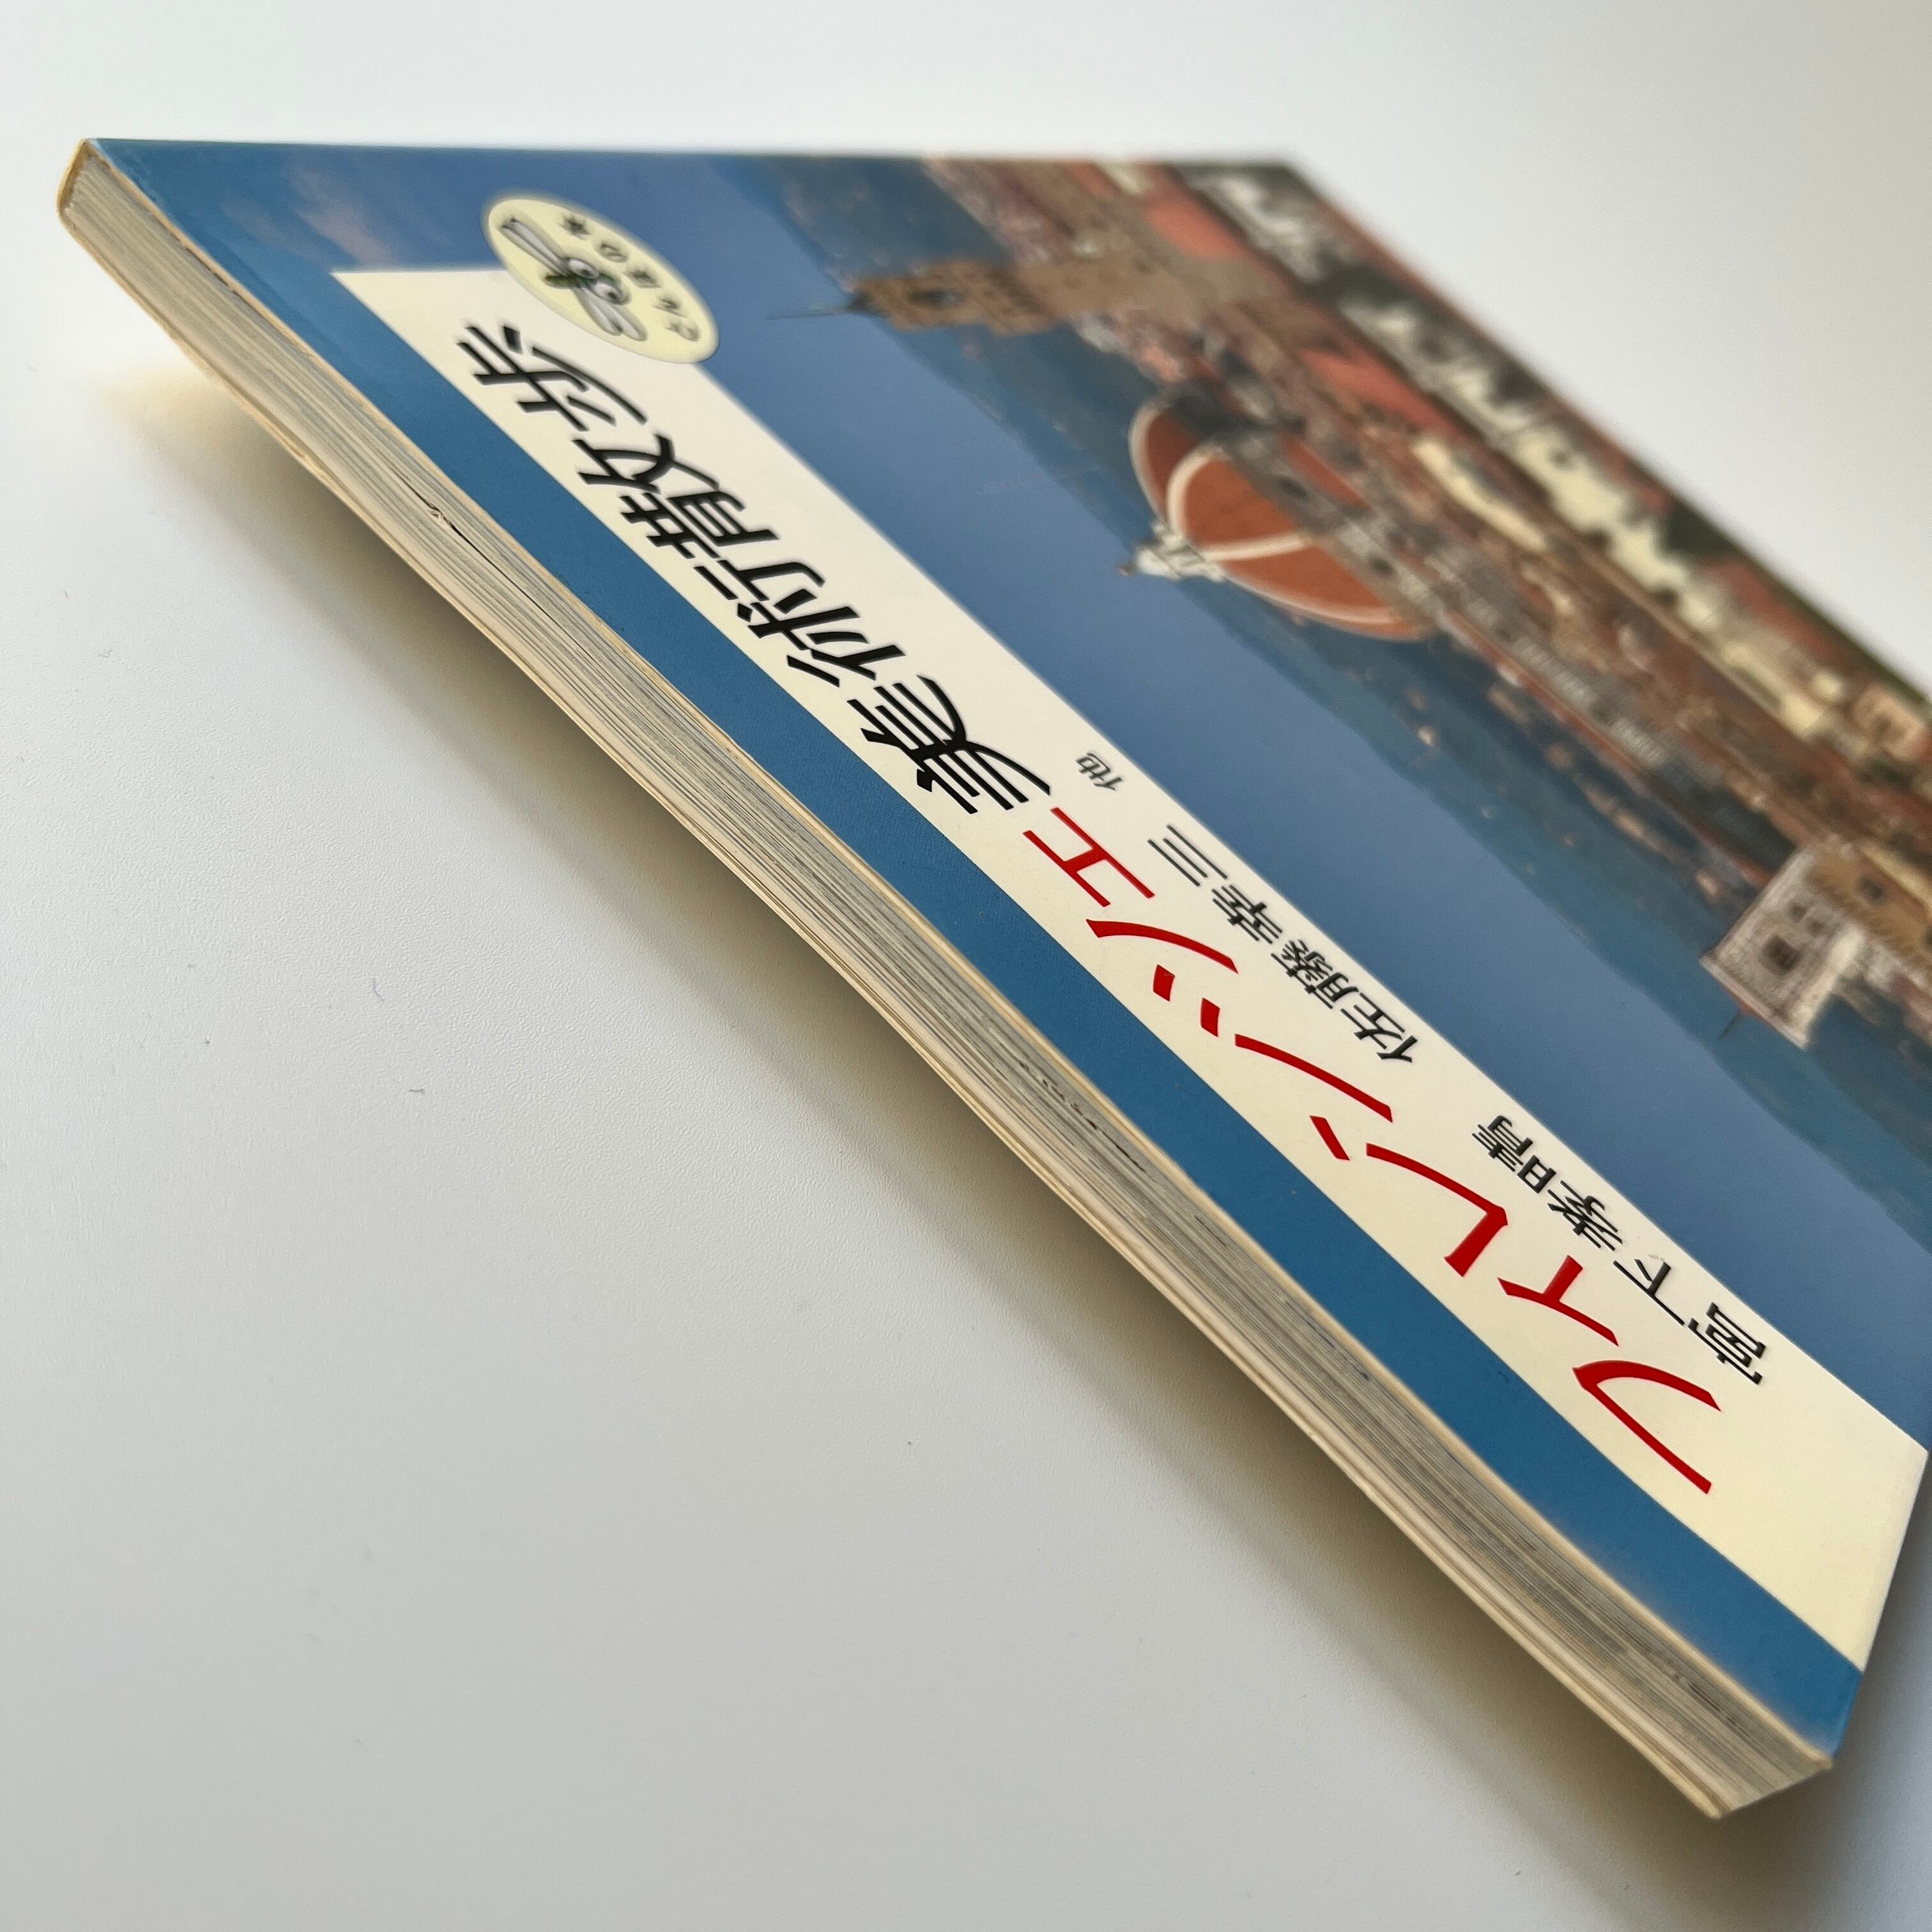 フィレンツェ美術散歩
宮下孝晴 佐藤幸三 他
とんぼの本